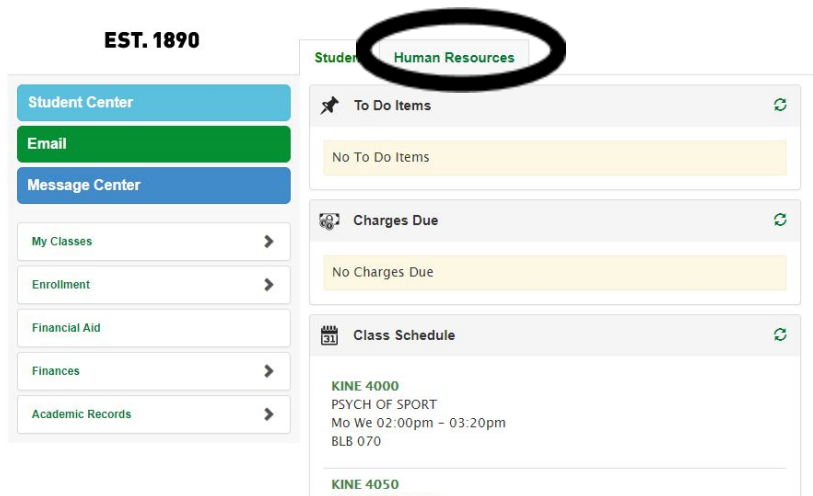 EST. 1890
Studen
Human Resources
Student Center
Email
Message Center
My Classes
Enrollment
Financial Aid
Finances
Academic Records
To Do Items
No To Do Items
Charges Due
No Charges Due
31
Class Schedule
KINE 4000
PSYCH OF SPORT
Mo We 02:00pm - 03:20pm
BLB 070
KINE 4050